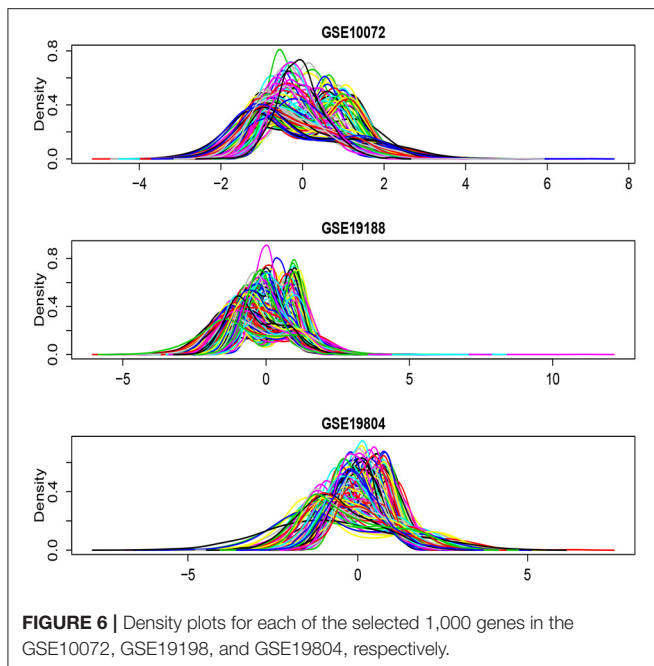 GSE10072
Density
0.0 0.4 0.8
−4 −2 0 2 4 6 8
GSE19188
Density
0.0 0.4 0.8
−5 0 5 10
GSE19804
Density
0.0 0.4
−5 0 5
FIGURE 6 | Density plots for each of the selected 1,000 genes in the
GSE10072, GSE19198, and GSE19804, respectively.